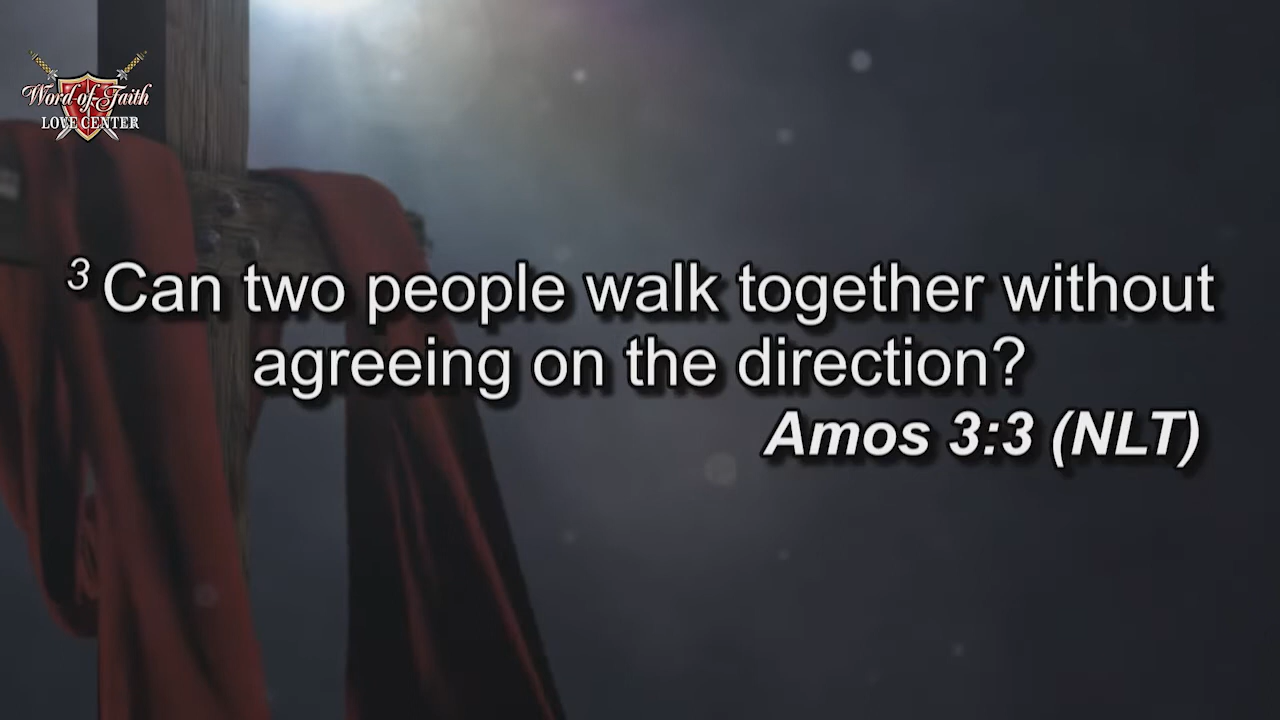 Word of Faith
LOVE CENTER
3 Can two people walk together without
agreeing on the direction?
Amos 3:3 (NLT)